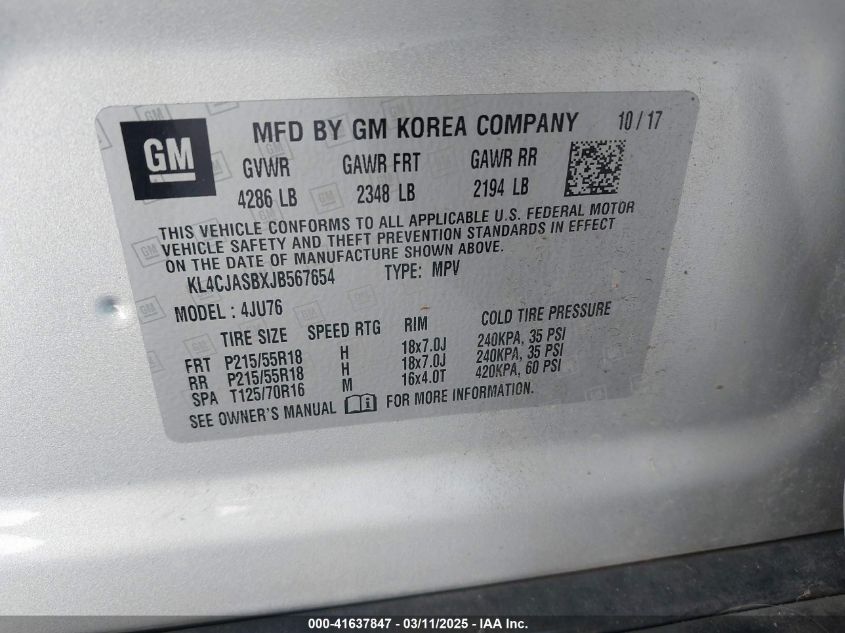 GM
MFD BY GM KOREA COMPANY 10/17
GVWR GAWR FRT GAWR RR
4286 LB 2348 LB 2194 LB
THIS VEHICLE CONFORMS TO ALL APPLICABLE U.S. FEDERAL MOTOR
VEHICLE SAFETY AND THEFT PREVENTION STANDARDS IN EFFECT
ON THE DATE OF MANUFACTURE SHOWN ABOVE.
KL4CJASBXJB567654 TYPE: MPV
MODEL : 4JU76
TIRE SIZE SPEED RTG RIM COLD TIRE PRESSURE
FRT P215/55R18 H 18x7.0J 240KPA, 35 PSI
RR P215/55R18 H 18x7.0J 240KPA, 35 PSI
SPA T125/70R16 M 16x4.0T 420KPA, 60 PSI
SEE OWNER'S MANUAL FOR MORE INFORMATION.
000-41637847 - 03/11/2025 - IAA Inc.